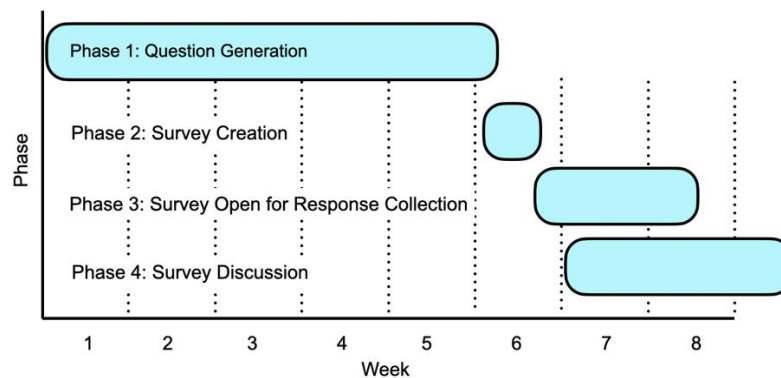 Phase 1: Question Generation
Phase 2: Survey Creation
Phase 3: Survey Open for Response Collection
Phase 4: Survey Discussion
Phase
1 2 3 4 5 6 7 8
Week